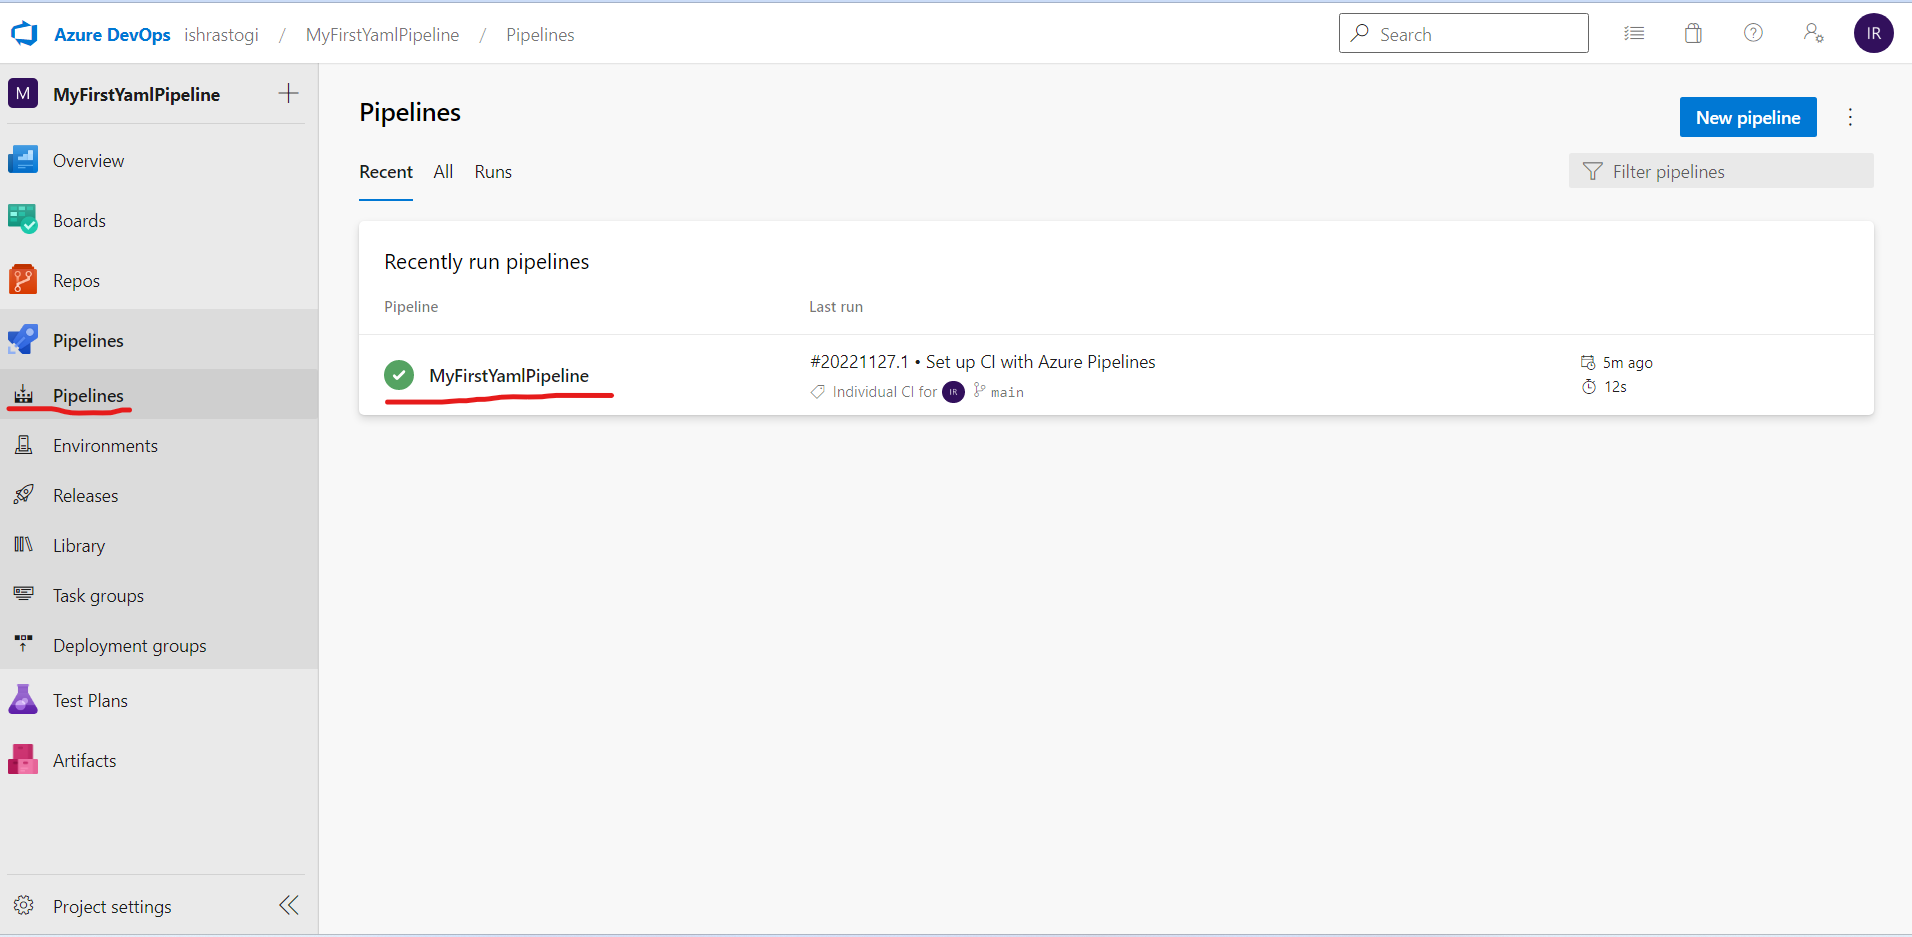 Azure DevOps ishrastogi / MyFirstYamlPipeline / Pipelines
Search
IR
M MyFirstYamlPipeline
Overview
Boards
Repos
Pipelines
Pipelines
Environments
Releases
Library
Task groups
Deployment groups
Test Plans
Artifacts
Project settings
Pipelines
New pipeline
Recent All Runs
Filter pipelines
Recently run pipelines
Pipeline Last run
MyFirstYamlPipeline
#20221127.1 • Set up CI with Azure Pipelines
Individual CI for IR main
5m ago
12s